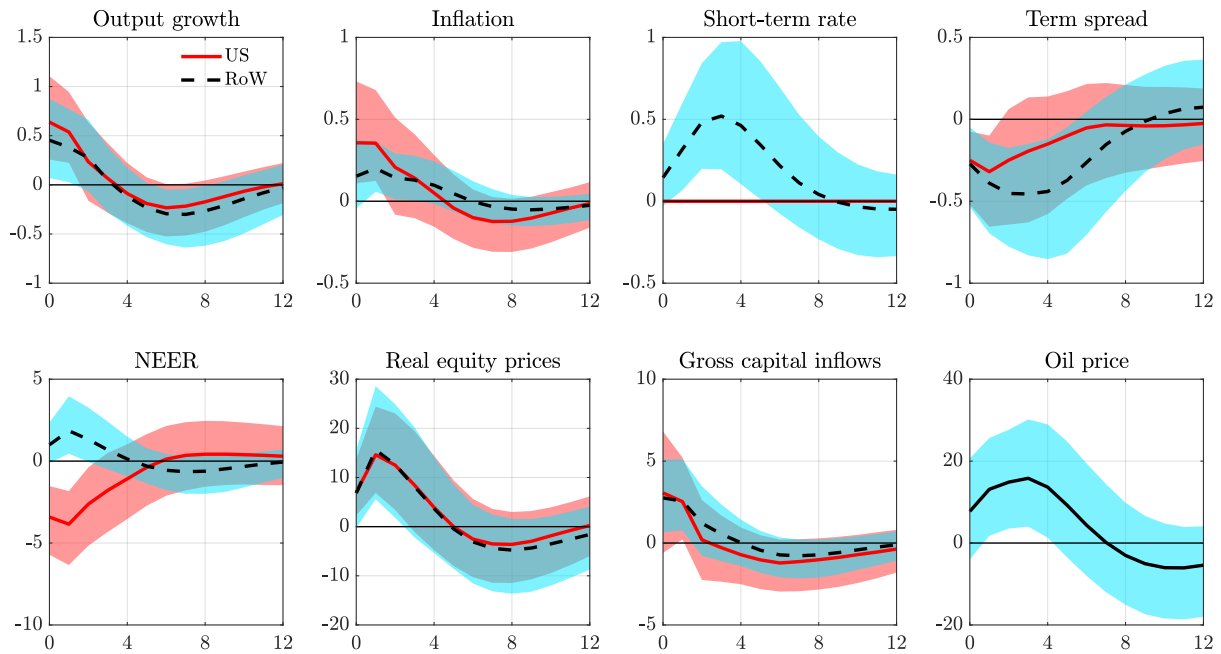 Output growth
1.5
1
0.5
0
-0.5
-1
0 4 8 12
US
RoW
Inflation
1
0.5
0
-0.5
0 4 8 12
Short-term rate
1
0.5
0
-0.5
0 4 8 12
Term spread
0.5
0
-0.5
-1
0 4 8 12
NEER
5
0
-5
-10
0 4 8 12
Real equity prices
30
20
10
0
-10
-20
0 4 8 12
Gross capital inflows
10
5
0
-5
0 4 8 12
Oil price
40
20
0
-20
0 4 8 12